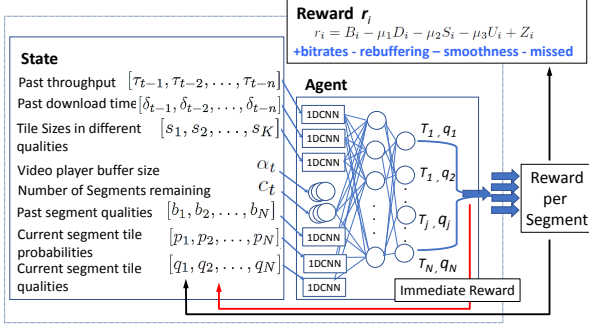 Reward r_i
r_i = B_i − μ_1D_i − μ_2S_i − μ_3U_i + Z_i
+bitrates - rebuffering – smoothness - missed
State
Past throughput [τ_{t−1}, τ_{t−2}, . . . , τ_{t−n}]
Past download time [δ_{t−1}, δ_{t−2}, . . . , δ_{t−n}]
Tile Sizes in different qualities [s_1, s_2, . . . , s_K]
Video player buffer size α_t
Number of Segments remaining c_t
Past segment qualities [b_1, b_2, . . . , b_N]
Current segment tile probabilities [p_1, p_2, . . . , p_N]
Current segment tile qualities [q_1, q_2, . . . , q_N]
Agent
1DCNN
1DCNN
1DCNN
1DCNN
1DCNN
1DCNN
T_1, q_1
T_1, q_2
T_j, q_j
T_N, q_N
Immediate Reward
Reward
per
Segment